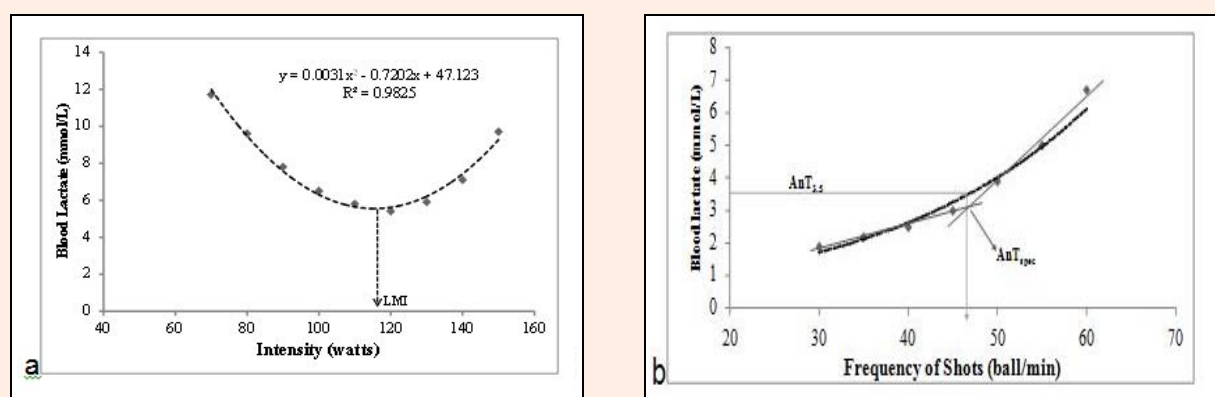 14
12
10
8
6
4
2
0
Blood Lactate (mmol/L)
y = 0.0031x² - 0.7202x + 47.123
R² = 0.9825
LMI
40 60 80 100 120 140 160
Intensity (watts)
a
8
7
6
5
4
3
2
1
0
Blood lactate (mmol/L)
AnT3.5
AnTspec
20 30 40 50 60 70
Frequency of Shots (ball/min)
b